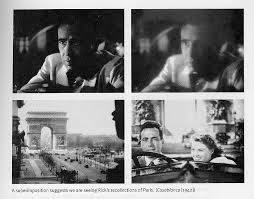 A superimposition suggests we are seeing Rick's recollections of Paris. (Casablanca [1942])